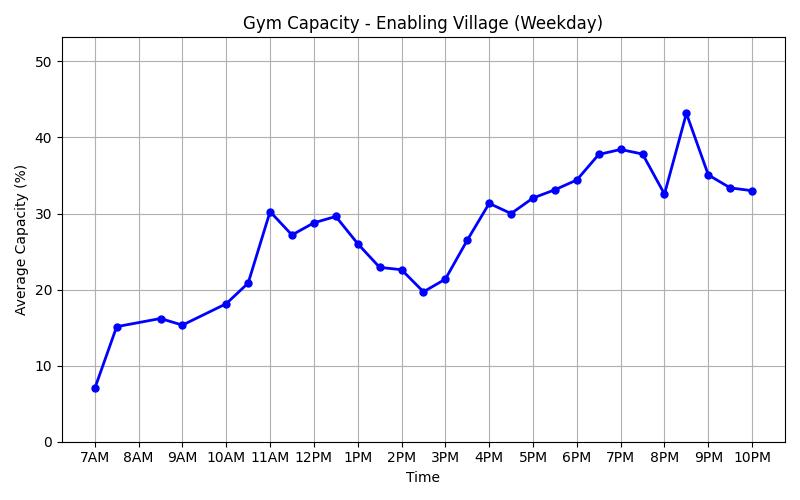 Gym Capacity - Enabling Village (Weekday)
Average Capacity (%)
50
40
30
20
10
0
7AM 8AM 9AM 10AM 11AM 12PM 1PM 2PM 3PM 4PM 5PM 6PM 7PM 8PM 9PM 10PM
Time